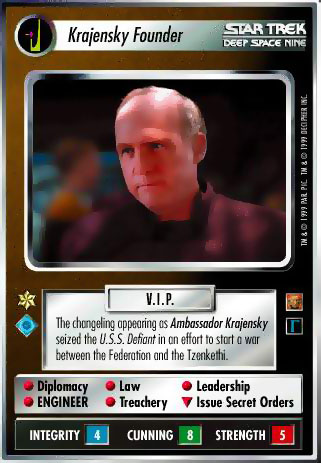 Krajensky Founder
STAR TREK
DEEP SPACE NINE
TM & © 1999 PAR. PIC. TM & © 1999 DECIPHER INC.
V.I.P.
The changeling appearing as Ambassador Krajensky
seized the U.S.S. Defiant in an effort to start a war
between the Federation and the Tzenkethi.
Diplomacy Law Leadership
ENGINEER Treachery Issue Secret Orders
INTEGRITY 4 CUNNING 8 STRENGTH 5